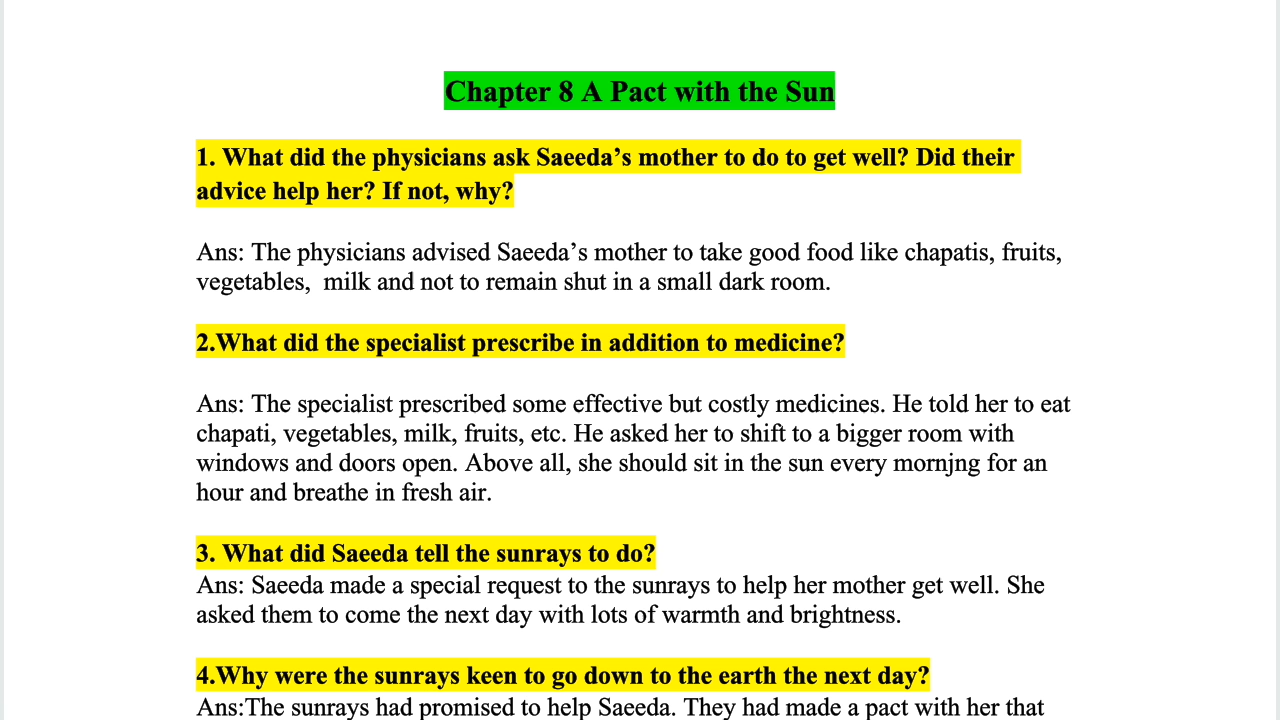 Chapter 8 A Pact with the Sun
1. What did the physicians ask Saeeda’s mother to do to get well? Did their
advice help her? If not, why?
Ans: The physicians advised Saeeda’s mother to take good food like chapatis, fruits,
vegetables,  milk and not to remain shut in a small dark room.
2.What did the specialist prescribe in addition to medicine?
Ans: The specialist prescribed some effective but costly medicines. He told her to eat
chapati, vegetables, milk, fruits, etc. He asked her to shift to a bigger room with
windows and doors open. Above all, she should sit in the sun every mornjng for an
hour and breathe in fresh air.
3. What did Saeeda tell the sunrays to do?
Ans: Saeeda made a special request to the sunrays to help her mother get well. She
asked them to come the next day with lots of warmth and brightness.
4.Why were the sunrays keen to go down to the earth the next day?
Ans:The sunrays had promised to help Saeeda. They had made a pact with her that